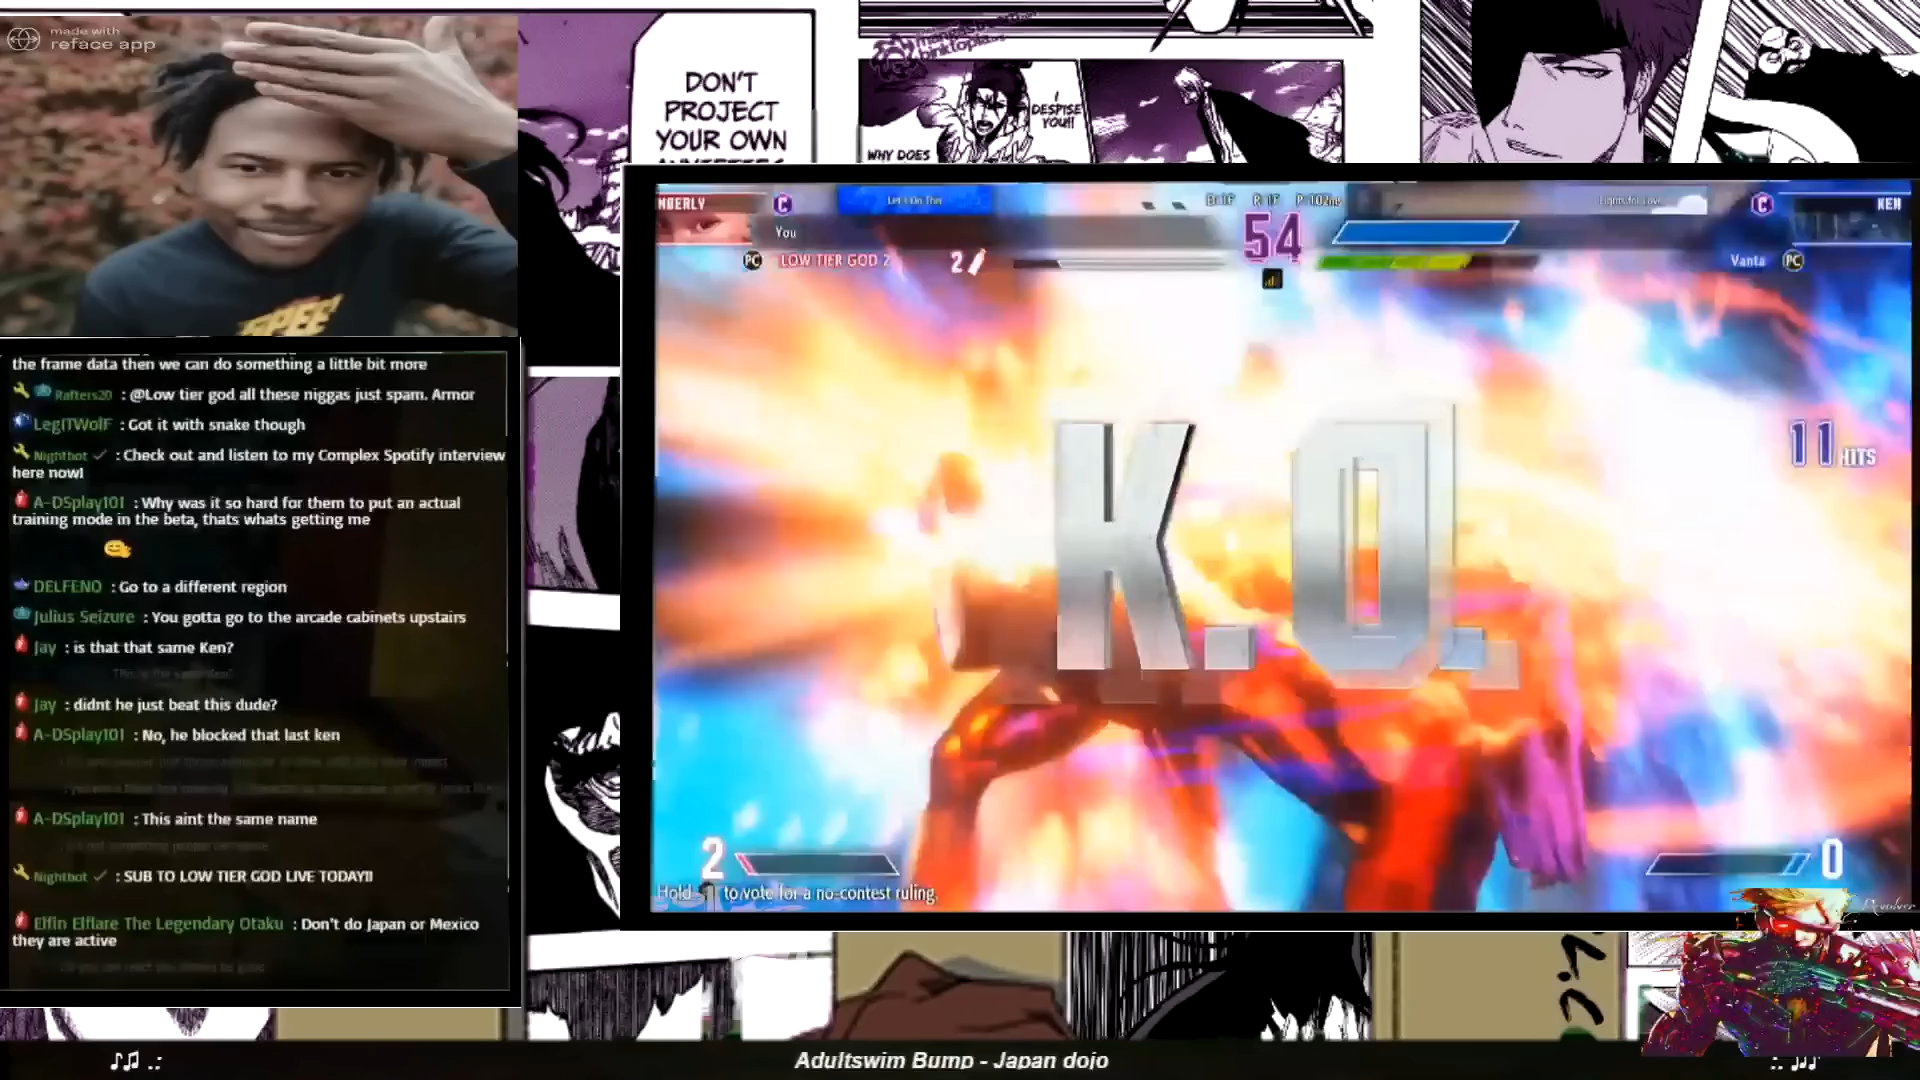 made with
reface app
DON'T
PROJECT
YOUR OWN
I
DESPISE
YOU!!
WHY DOES
the frame data then we can do something a little bit more
Rafters20 : @Low tier god all these niggas just spam. Armor
LegITWolF : Got it with snake though
Nightbot ✓ : Check out and listen to my Complex Spotify interview
here now!
A-DSplay101 : Why was it so hard for them to put an actual
training mode in the beta, thats whats getting me
DELFENO : Go to a different region
Julius Seizure : You gotta go to the arcade cabinets upstairs
Jay : is that that same Ken?
Jay : didnt he just beat this dude?
A-DSplay101 : No, he blocked that last ken
A-DSplay101 : This aint the same name
Nightbot ✓ : SUB TO LOW TIER GOD LIVE TODAY!!
Elfin Elflare The Legendary Otaku : Don't do Japan or Mexico
they are active
MBERLY
C
Let's Do This
You
PC
LOW TIER GOD 2
2
54
C
KEN
Vanta
PC
K.O.
11 HITS
2
0
Hold
to vote for a no-contest ruling.
Revolver
Adultswim Bump - Japan dojo